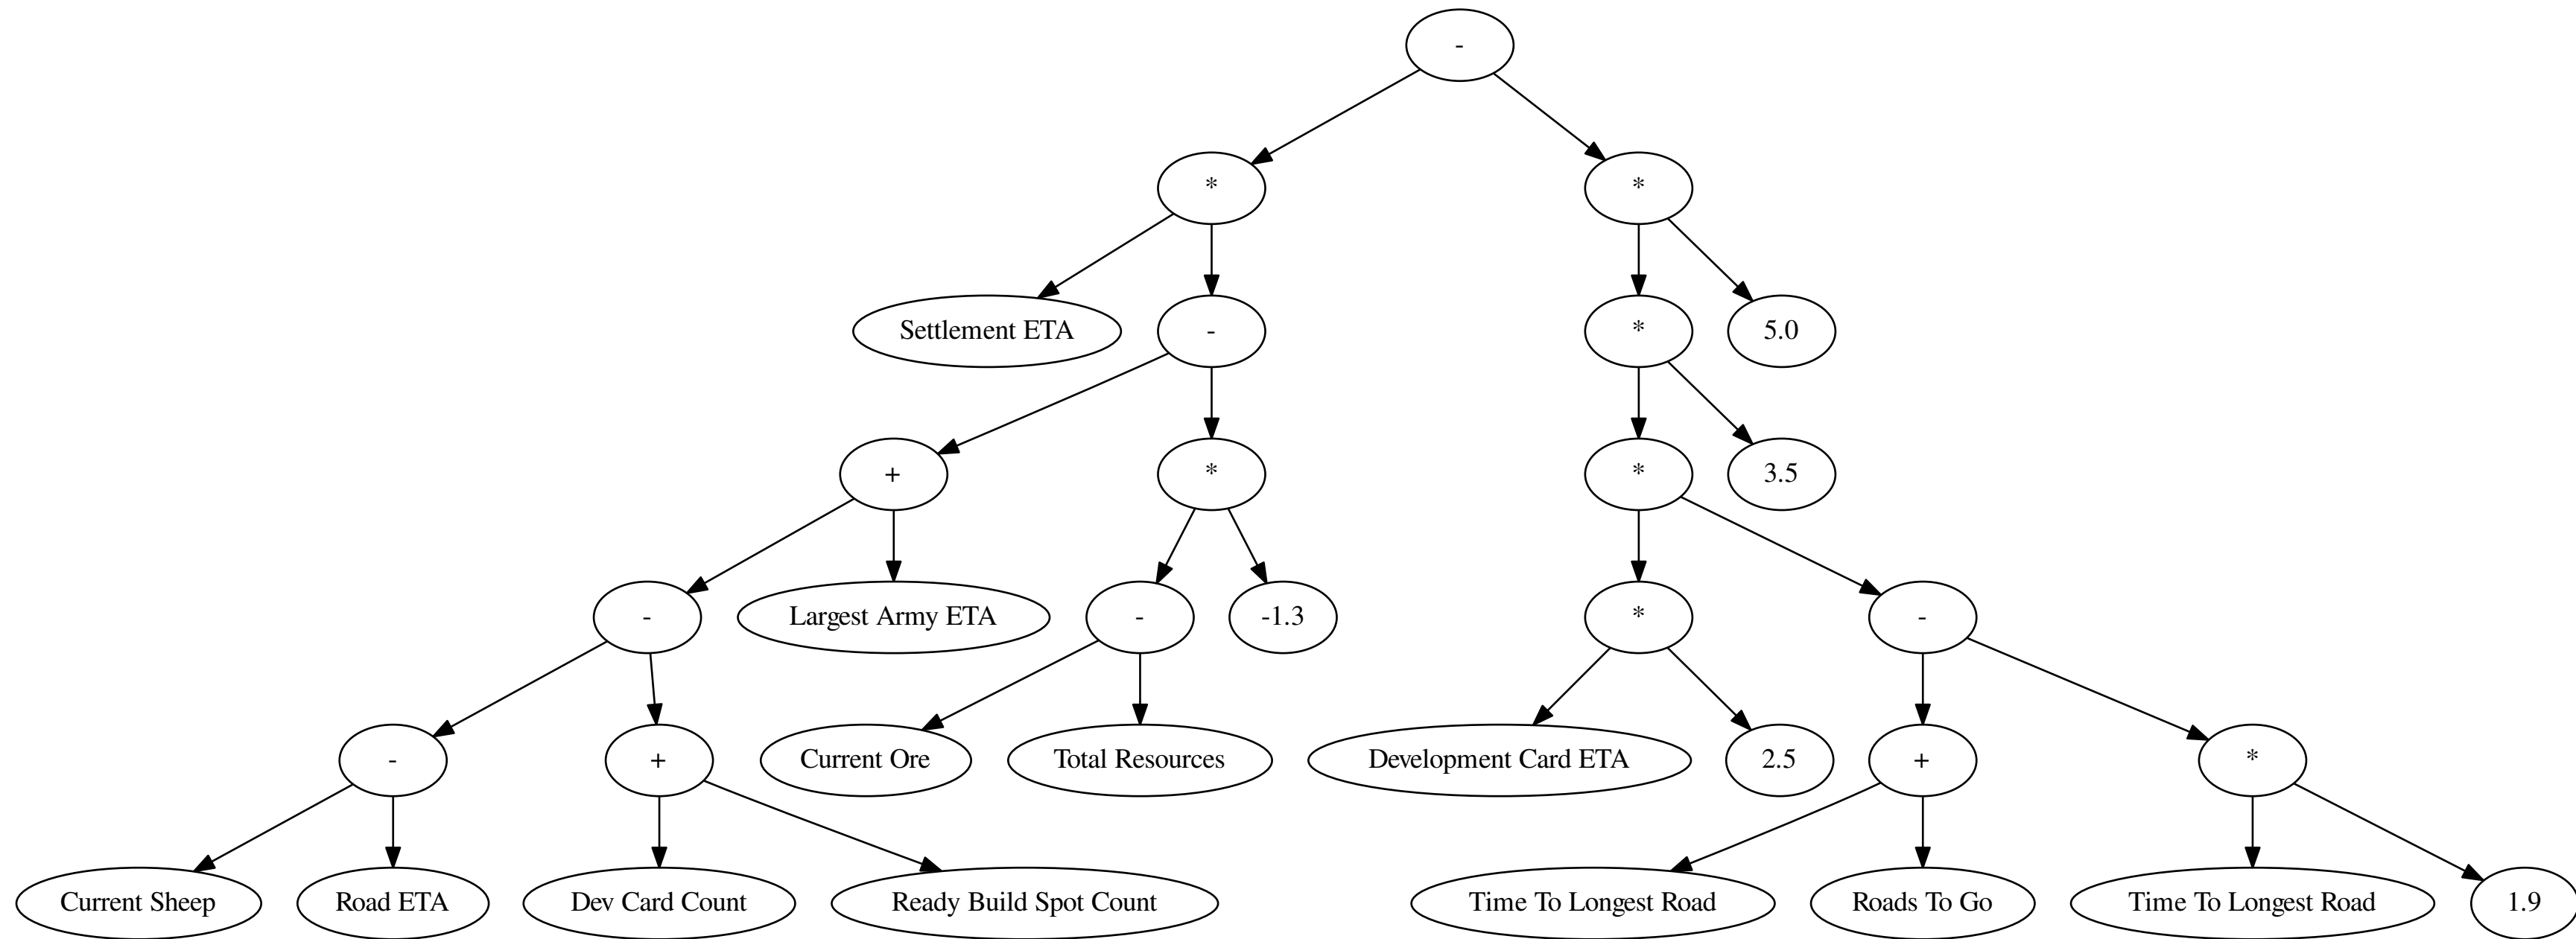 -
*
*
Settlement ETA
-
*
5.0
+
*
*
3.5
-
Largest Army ETA
-
-1.3
*
-
-
+
Current Ore
Total Resources
Development Card ETA
2.5
+
*
Current Sheep
Road ETA
Dev Card Count
Ready Build Spot Count
Time To Longest Road
Roads To Go
Time To Longest Road
1.9